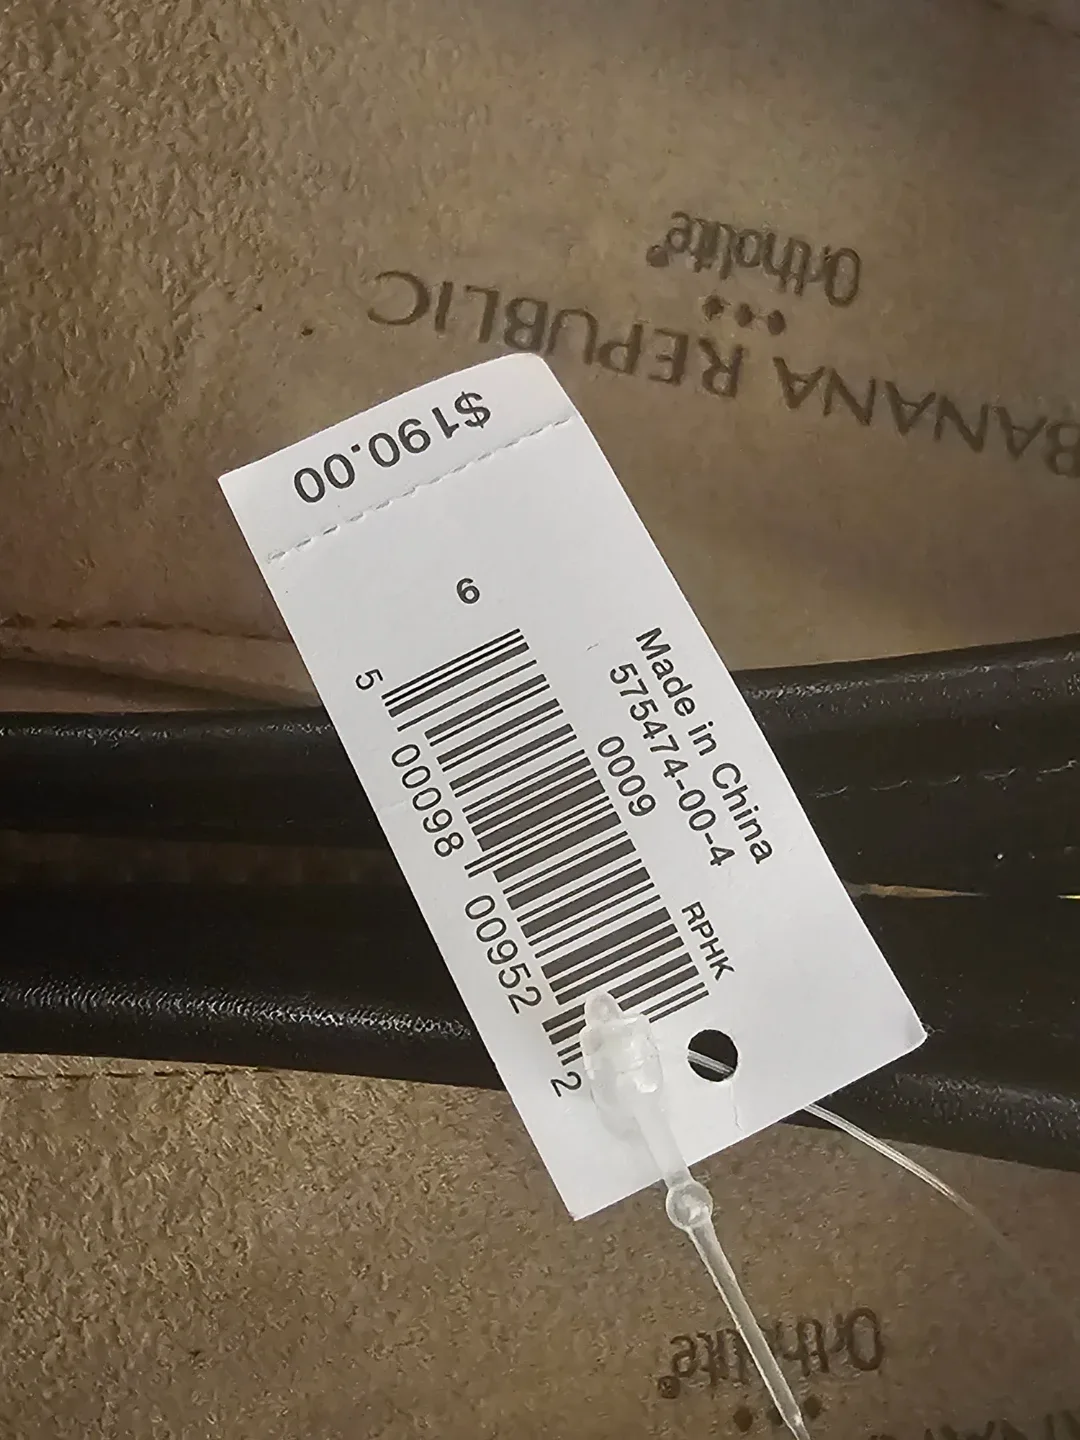 BANANA REPUBLIC
Ortholite®
$190.00
9
Made in China
575474-00-4
0009
RPHK
5 00098 00952 2
Ortholite®